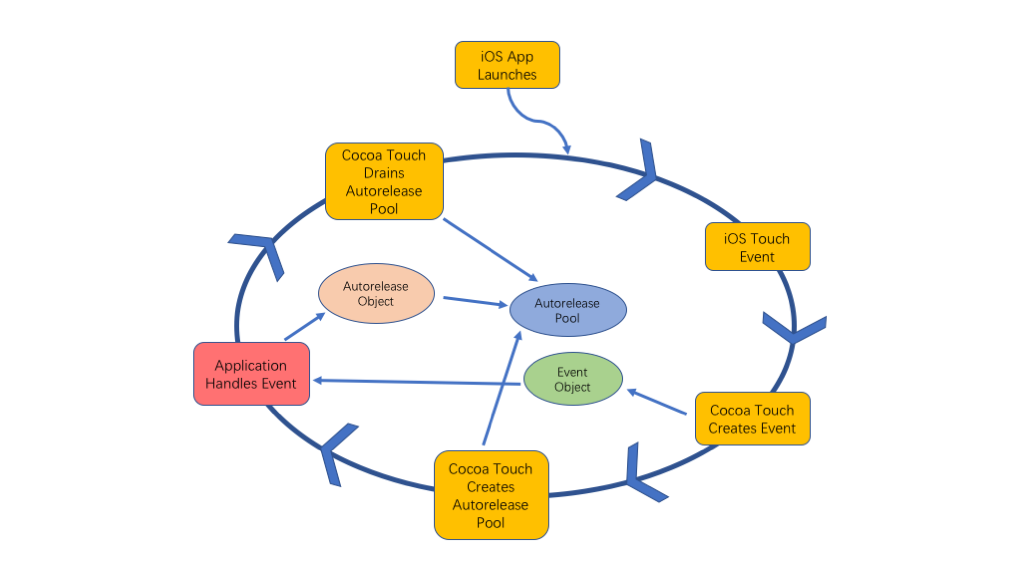 iOS App
Launches
Cocoa Touch
Drains
Autorelease
Pool
iOS Touch
Event
Autorelease
Object
Autorelease
Pool
Application
Handles Event
Event
Object
Cocoa Touch
Creates Event
Cocoa Touch
Creates
Autorelease
Pool